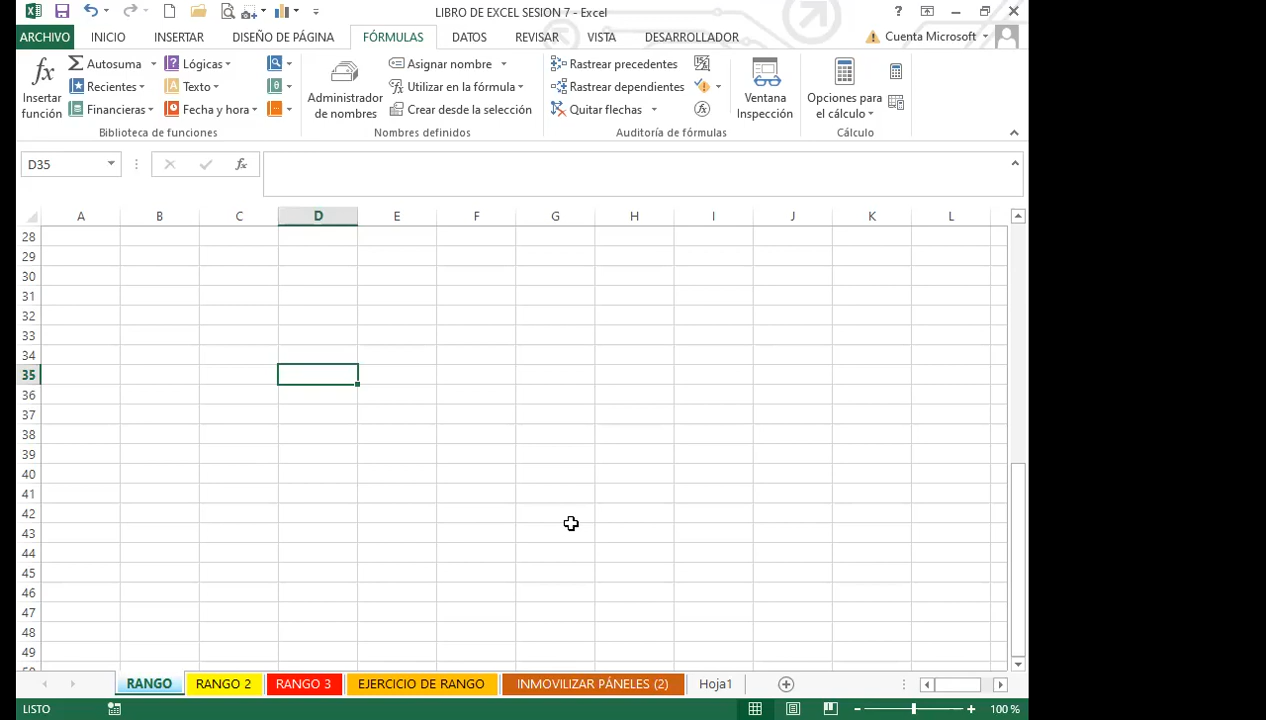 LIBRO DE EXCEL SESION 7 - Excel
?
ARCHIVO INICIO INSERTAR DISEÑO DE PÁGINA FÓRMULAS DATOS REVISAR VISTA DESARROLLADOR Cuenta Microsoft
fx Insertar función
Σ Autosuma
Recientes
Financieras
? Lógicas
A Texto
Fecha y hora
θ
Biblioteca de funciones
Administrador de nombres
Asignar nombre
Utilizar en la fórmula
Crear desde la selección
Nombres definidos
Rastrear precedentes
Rastrear dependientes
Quitar flechas
fx
Ventana Inspección
Auditoría de fórmulas
Opciones para el cálculo
Cálculo
D35 fx
A B C D E F G H I J K L
28
29
30
31
32
33
34
35
36
37
38
39
40
41
42
43
44
45
46
47
48
49
RANGO RANGO 2 RANGO 3 EJERCICIO DE RANGO INMOVILIZAR PÁNELES (2) Hoja1
LISTO 100 %